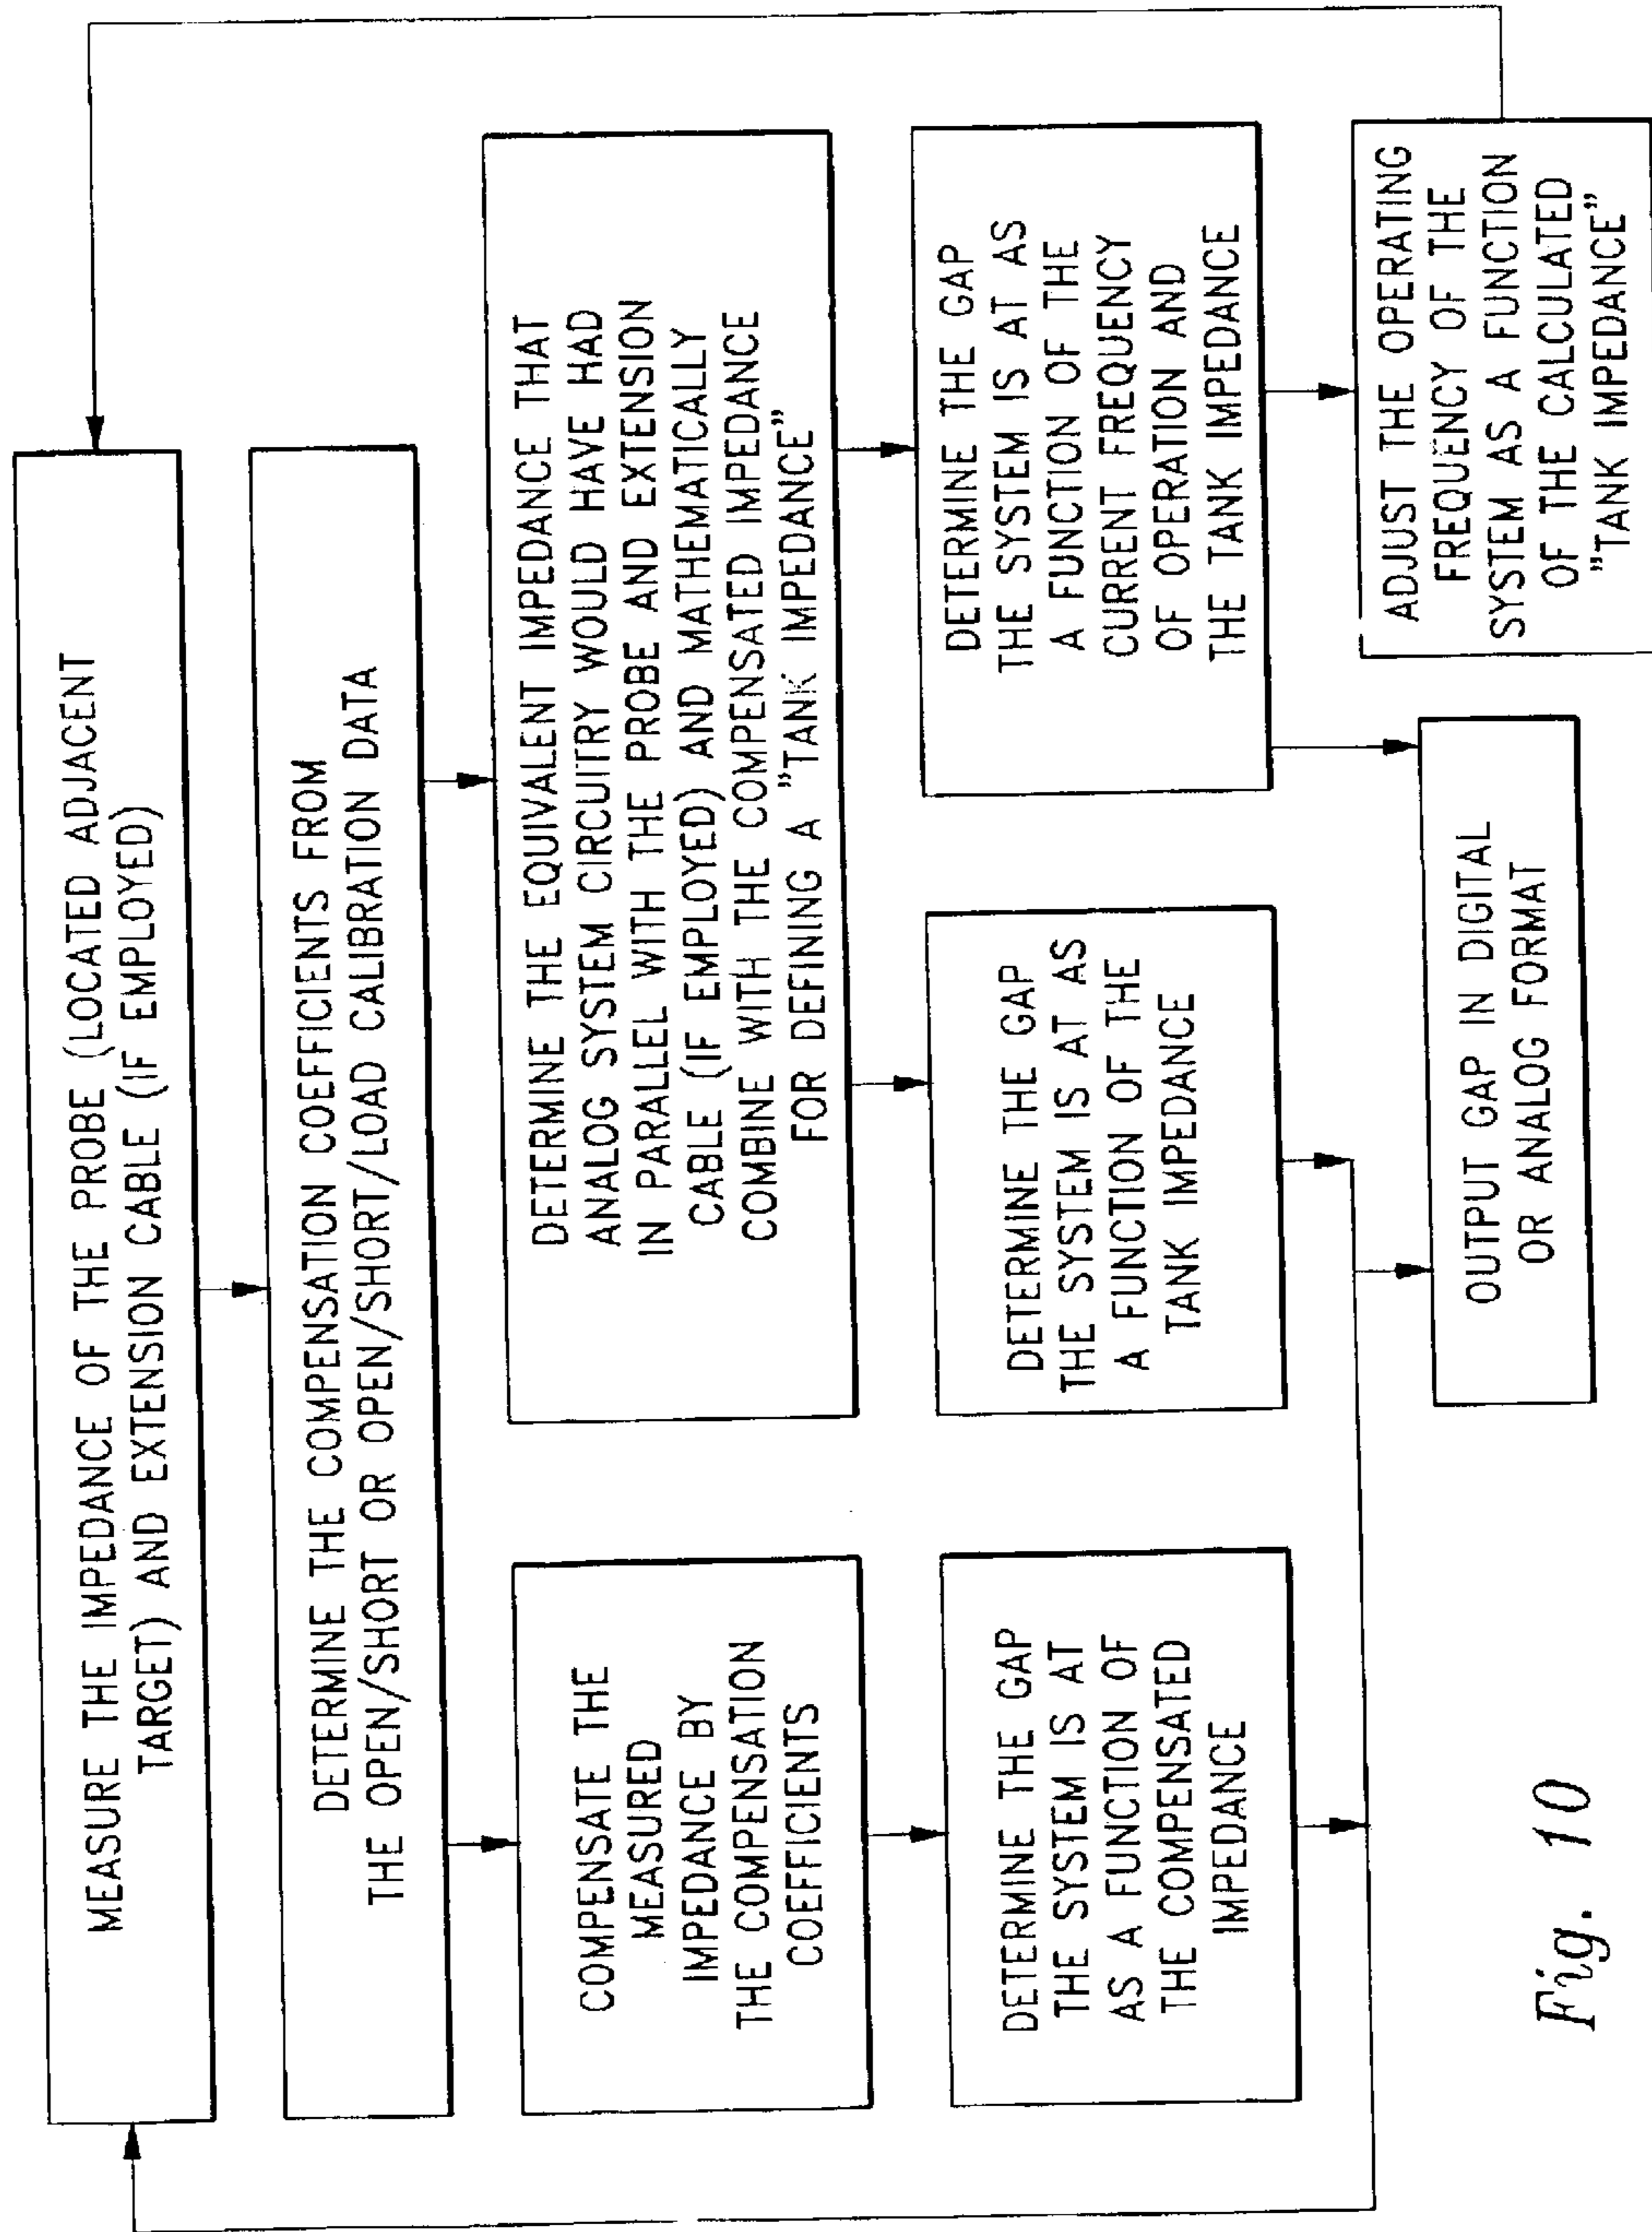 MEASURE THE IMPEDANCE OF THE PROBE (LOCATED ADJACENT
TARGET) AND EXTENSION CABLE (IF EMPLOYED)
DETERMINE THE COMPENSATION COEFFICIENTS FROM
THE OPEN/SHORT OR OPEN/SHORT/LOAD CALIBRATION DATA
COMPENSATE THE
MEASURED
IMPEDANCE BY
THE COMPENSATION
COEFFICIENTS
DETERMINE THE EQUIVALENT IMPEDANCE THAT
ANALOG SYSTEM CIRCUITRY WOULD HAVE HAD
IN PARALLEL WITH THE PROBE AND EXTENSION
CABLE (IF EMPLOYED) AND MATHEMATICALLY
COMBINE WITH THE COMPENSATED IMPEDANCE
FOR DEFINING A "TANK IMPEDANCE"
DETERMINE THE GAP
THE SYSTEM IS AT
AS A FUNCTION OF
THE COMPENSATED
IMPEDANCE
DETERMINE THE GAP
THE SYSTEM IS AT AS
A FUNCTION OF THE
TANK IMPEDANCE
DETERMINE THE GAP
THE SYSTEM IS AT AS
A FUNCTION OF THE
CURRENT FREQUENCY
OF OPERATION AND
THE TANK IMPEDANCE
OUTPUT GAP IN DIGITAL
OR ANALOG FORMAT
ADJUST THE OPERATING
FREQUENCY OF THE
SYSTEM AS A FUNCTION
OF THE CALCULATED
"TANK IMPEDANCE"
Fig. 10